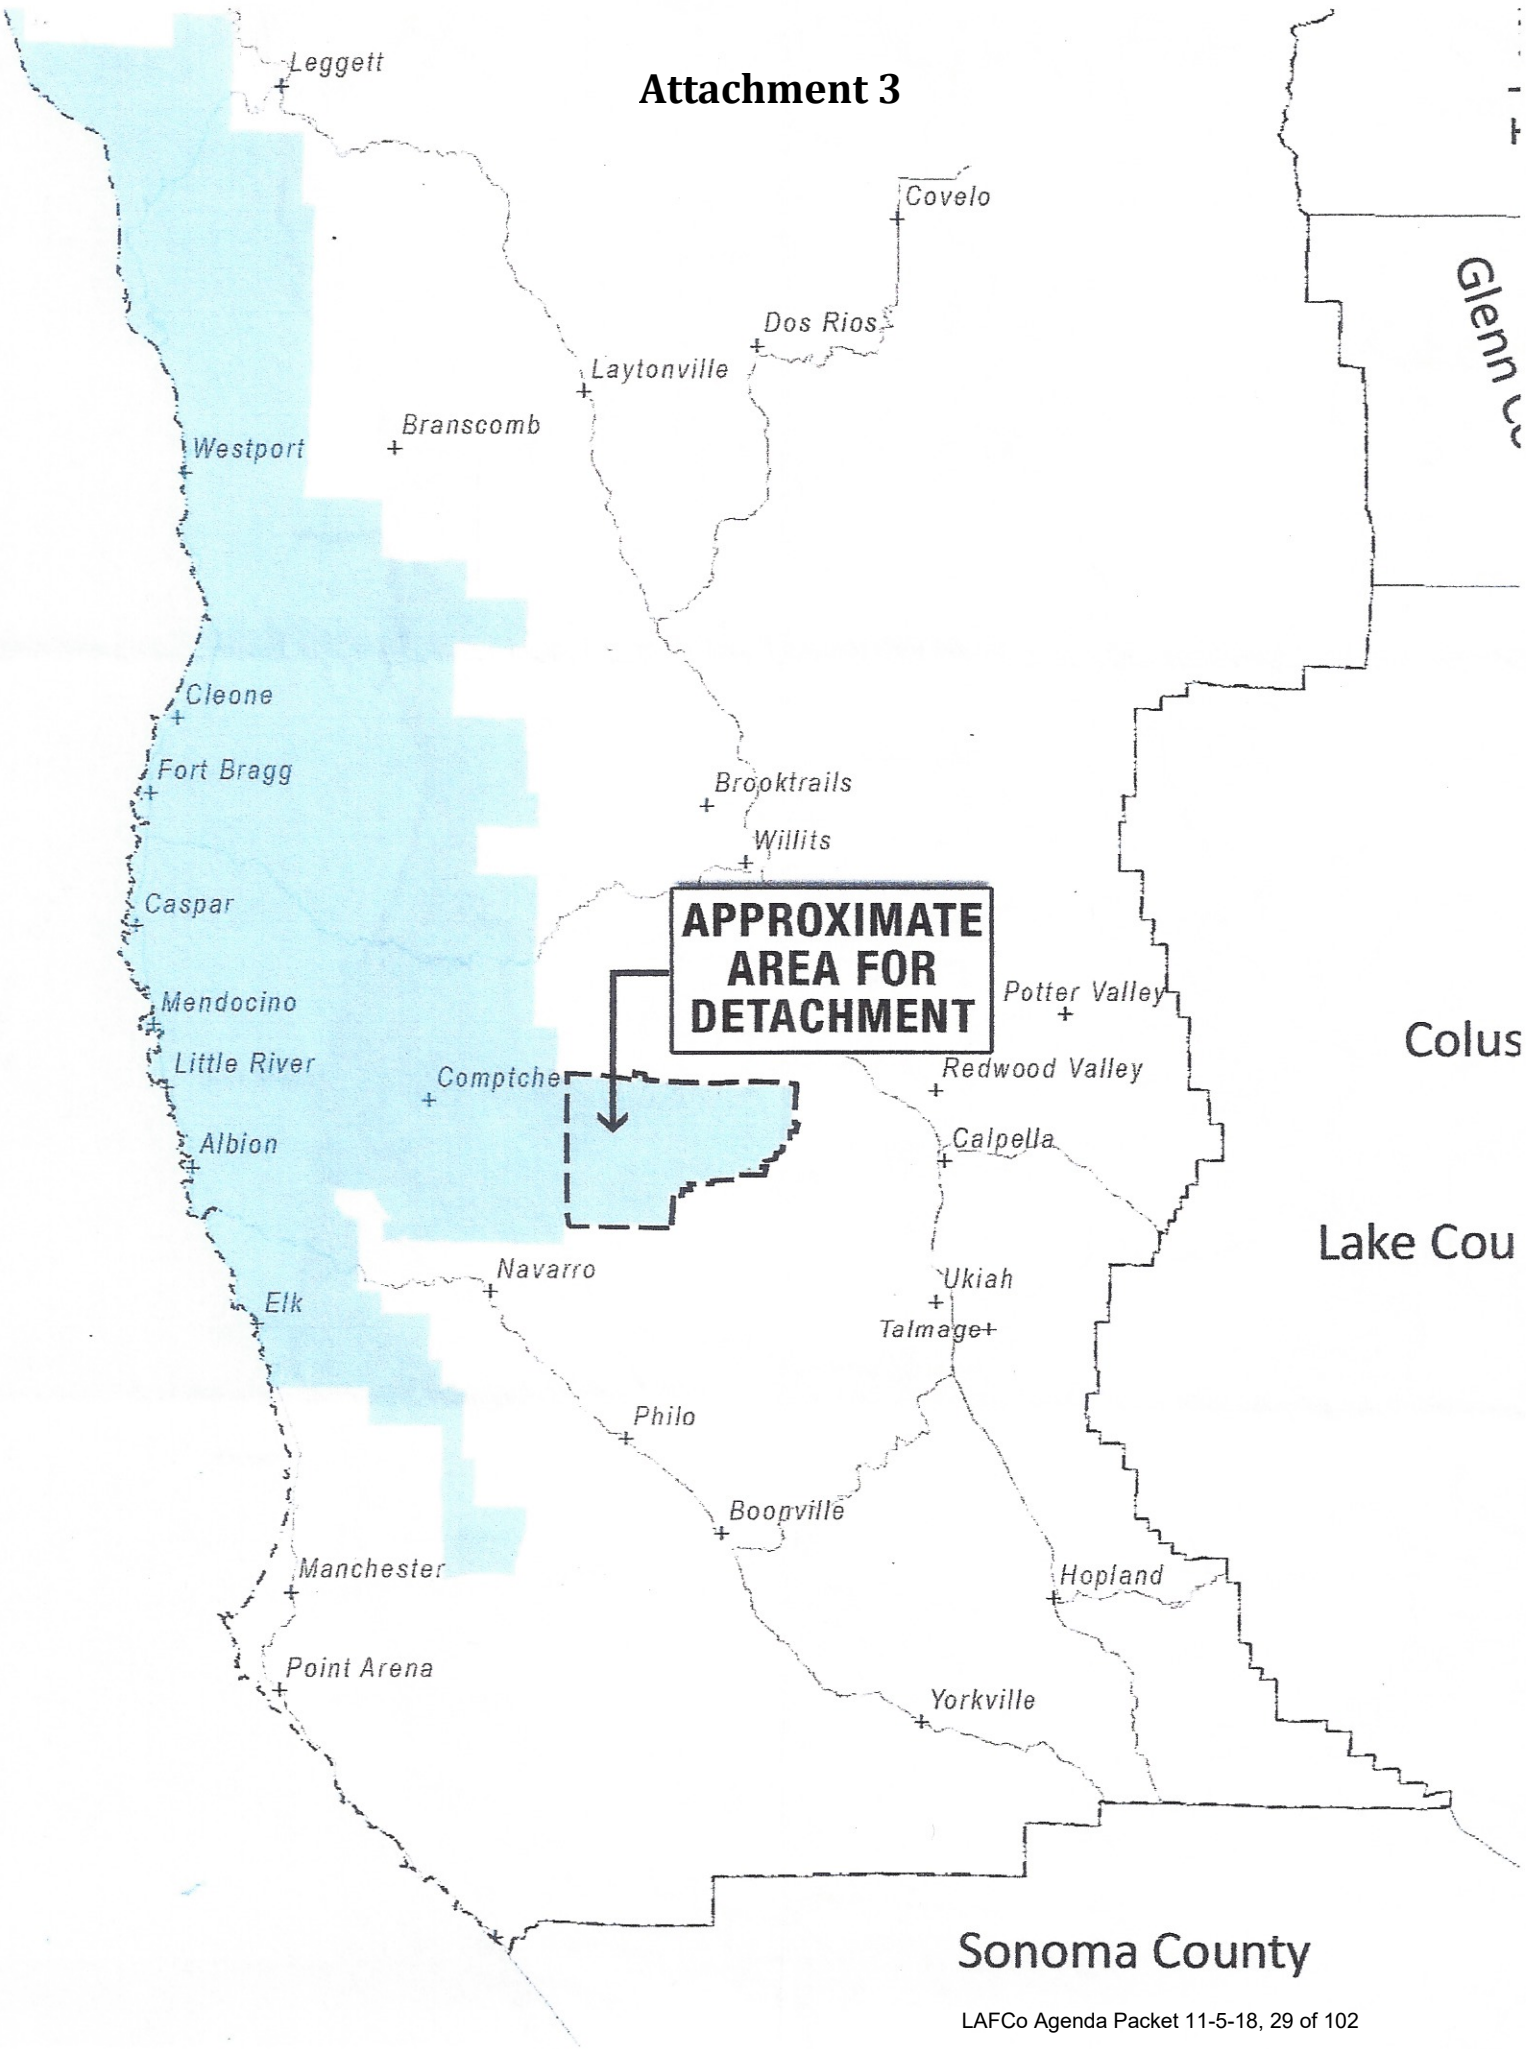 Leggett
Attachment 3
Covelo
Glenn
Dos Rios
Laytonville
Branscomb
Westport
Cleone
Fort Bragg
Brooktrails
Willits
Caspar
APPROXIMATE
AREA FOR
DETACHMENT
Potter Valley
Mendocino
Colus
Little River
Comptche
Redwood Valley
Albion
Calpella
Lake Cou
Navarro
Ukiah
Elk
Talmage
Philo
Boonville
Manchester
Hopland
Point Arena
Yorkville
Sonoma County
LAFCo Agenda Packet 11-5-18, 29 of 102